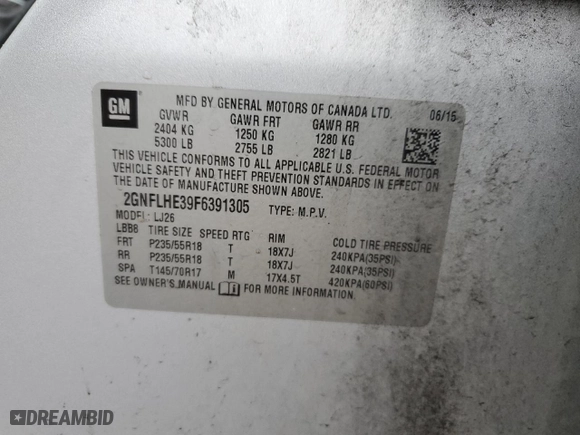 GM
MFD BY GENERAL MOTORS OF CANADA LTD. 06/15
GVWR GAWR FRT GAWR RR
2404 KG 1250 KG 1280 KG
5300 LB 2755 LB 2821 LB
THIS VEHICLE CONFORMS TO ALL APPLICABLE U.S. FEDERAL MOTOR
VEHICLE SAFETY AND THEFT PREVENTION STANDARDS IN EFFECT ON
THE DATE OF MANUFACTURE SHOWN ABOVE.
2GNFLHE39F6391305 TYPE: M.P.V.
MODEL: LJ26
LBB8 TIRE SIZE SPEED RTG RIM COLD TIRE PRESSURE
FRT P235/55R18 T 18X7J 240KPA(35PSI)
RR P235/55R18 T 18X7J 240KPA(35PSI)
SPA T145/70R17 M 17X4.5T 420KPA(60PSI)
SEE OWNER'S MANUAL FOR MORE INFORMATION.
DREAMBID